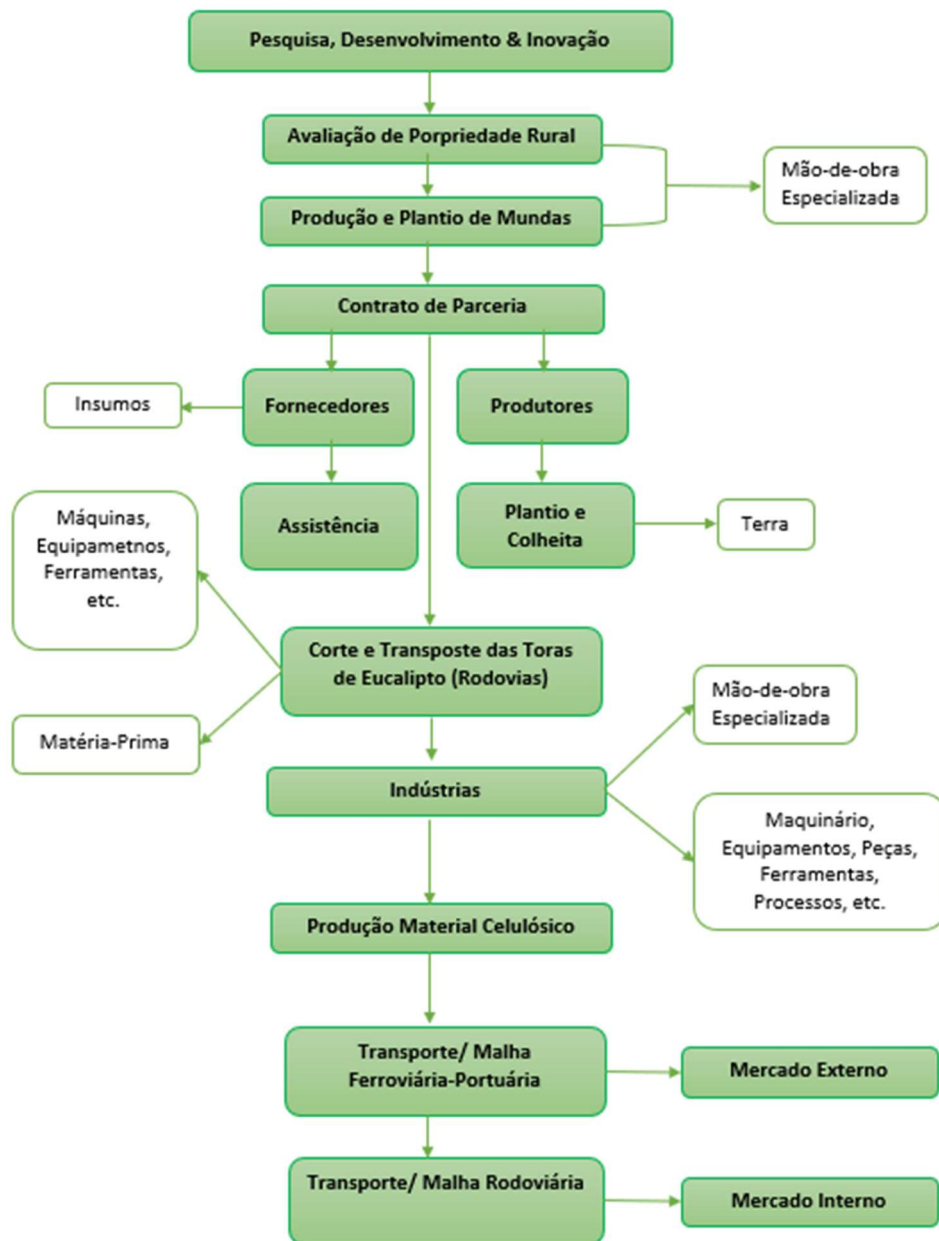 Pesquisa, Desenvolvimento & Inovação
Avaliação de Porpriedade Rural
Mão-de-obra
Especializada
Produção e Plantio de Mundas
Contrato de Parceria
Insumos
Fornecedores
Produtores
Máquinas,
Equipametnos,
Ferramentas,
etc.
Assistência
Plantio e
Colheita
Terra
Corte e Transposte das Toras
de Eucalipto (Rodovias)
Mão-de-obra
Especializada
Matéria-Prima
Indústrias
Maquinário,
Equipamentos, Peças,
Ferramentas,
Processos, etc.
Produção Material Celulósico
Transporte/ Malha
Ferroviária-Portuária
Mercado Externo
Transporte/ Malha Rodoviária
Mercado Interno